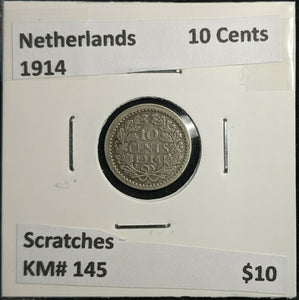 Netherlands 10 Cents
1914
10
CENTS
1914
Scratches
KM# 145 $10